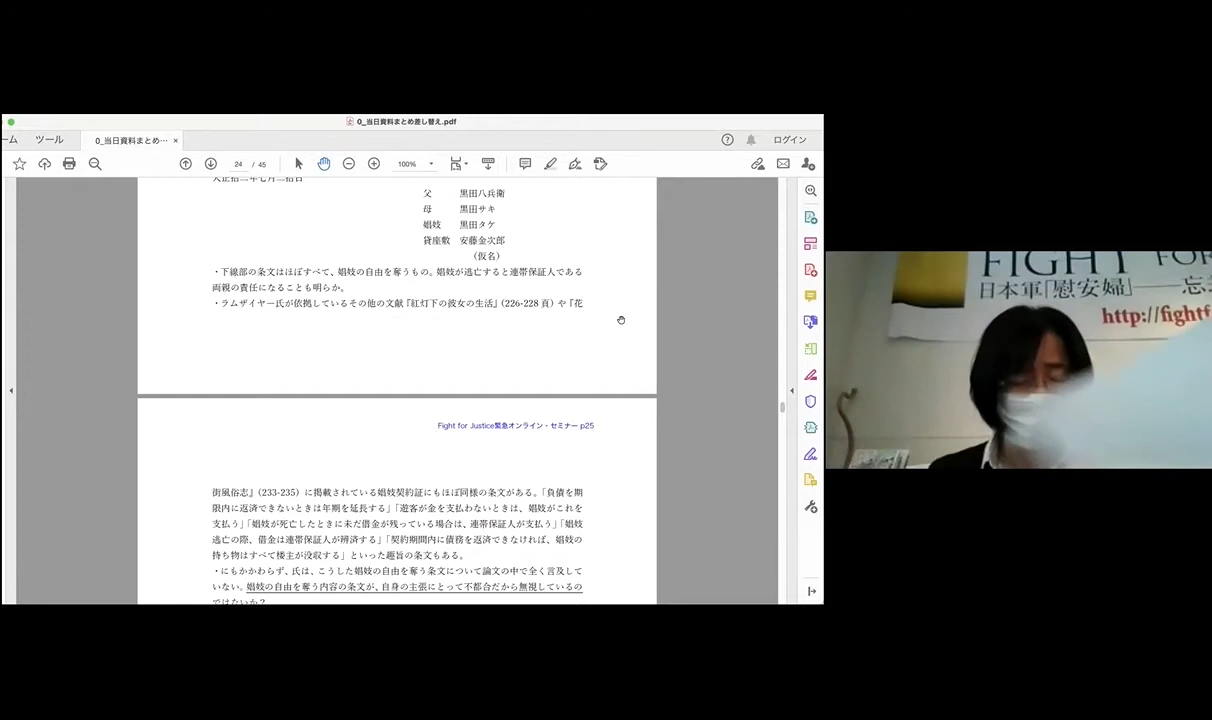 0_当日資料まとめ差し替え.pdf
ーム ツール 0_当日資料まとめ… × ログイン
24 / 45 100%
大正拾二年七月二拾日
父 黒田八兵衛
母 黒田サキ
娼妓 黒田タケ
貸座敷 安藤金次郎
（仮名）
・下線部の条文はほぼすべて、娼妓の自由を奪うもの。娼妓が逃亡すると連帯保証人である
両親の責任になることも明らか。
・ラムザイヤー氏が依拠しているその他の文献『紅灯下の彼女の生活』（226-228 頁）や『花
Fight for Justice緊急オンライン・セミナー p25
街風俗志』（233-235）に掲載されている娼妓契約証にもほぼ同様の条文がある。「負債を期
限内に返済できないときは年期を延長する」「遊客が金を支払わないときは、娼妓がこれを
支払う」「娼妓が死亡したときに未だ借金が残っている場合は、連帯保証人が支払う」「娼妓
逃亡の際、借金は連帯保証人が辨済する」「契約期間内に債務を返済できなければ、娼妓の
持ち物はすべて楼主が没収する」といった趣旨の条文もある。
・にもかかわらず、氏は、こうした娼妓の自由を奪う条文について論文の中で全く言及して
いない。娼妓の自由を奪う内容の条文が、自身の主張にとって不都合だから無視しているの
ではないか？
FIGHT FOR
日本軍「慰安婦」――忘
http://fightf